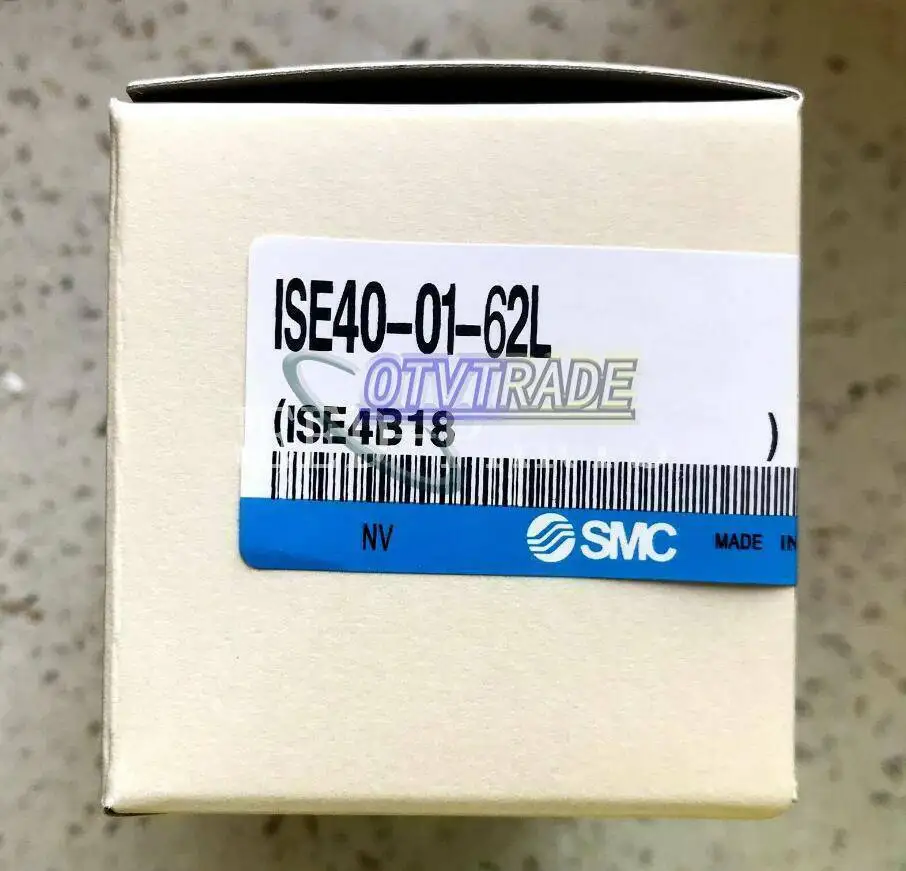 ISE40-01-62L
OTVTRADE
(ISE4B18 )
NV SMC MADE IN